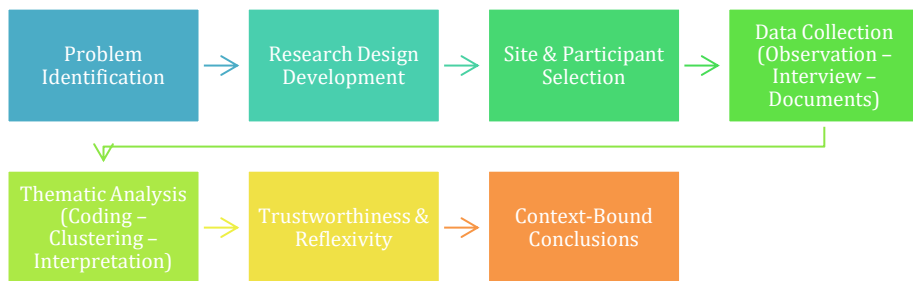 Problem
Identification
Research Design
Development
Site & Participant
Selection
Data Collection
(Observation –
Interview –
Documents)
Thematic Analysis
(Coding –
Clustering –
Interpretation)
Trustworthiness &
Reflexivity
Context-Bound
Conclusions